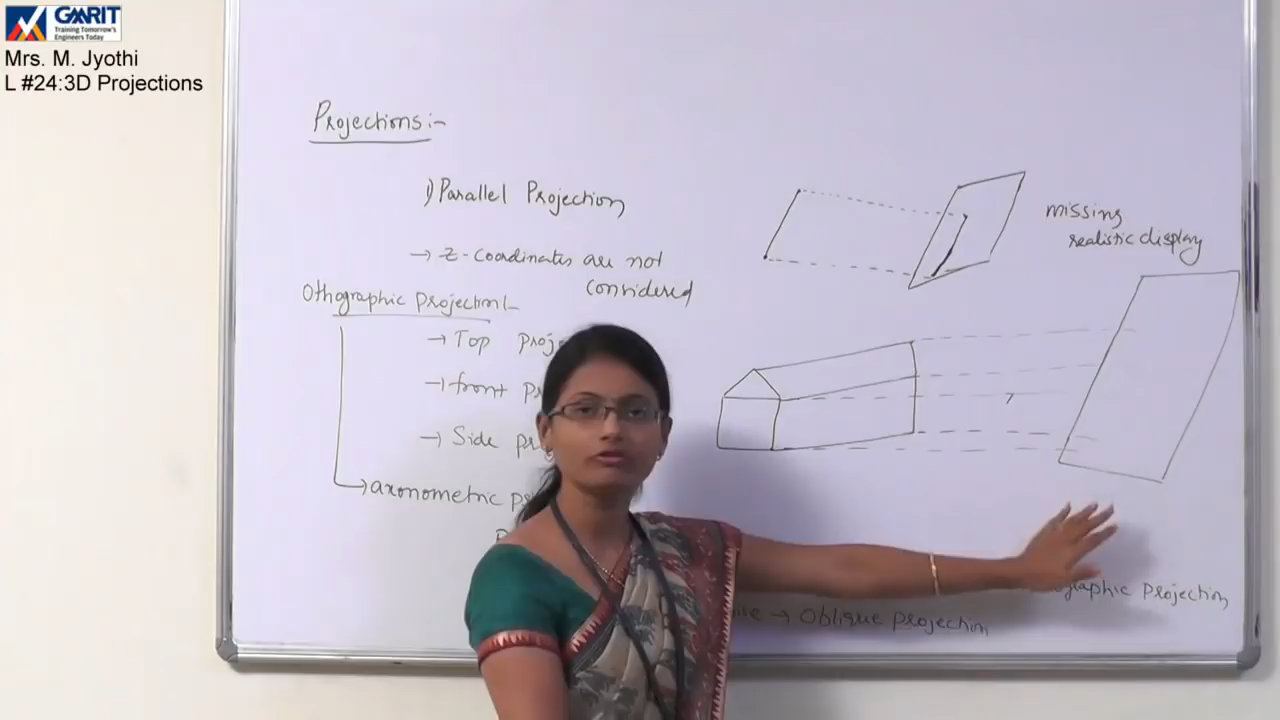 GMRIT
Training Tomorrow's
Engineers Today
Mrs. M. Jyothi
L #24:3D Projections
Projections:-
1) Parallel Projection
→ Z-coordinates are not
considered
Othographic projection
→ Top
→ front
→ Side
→ axonometric
missing
realistic display
projection
→ Oblique projection